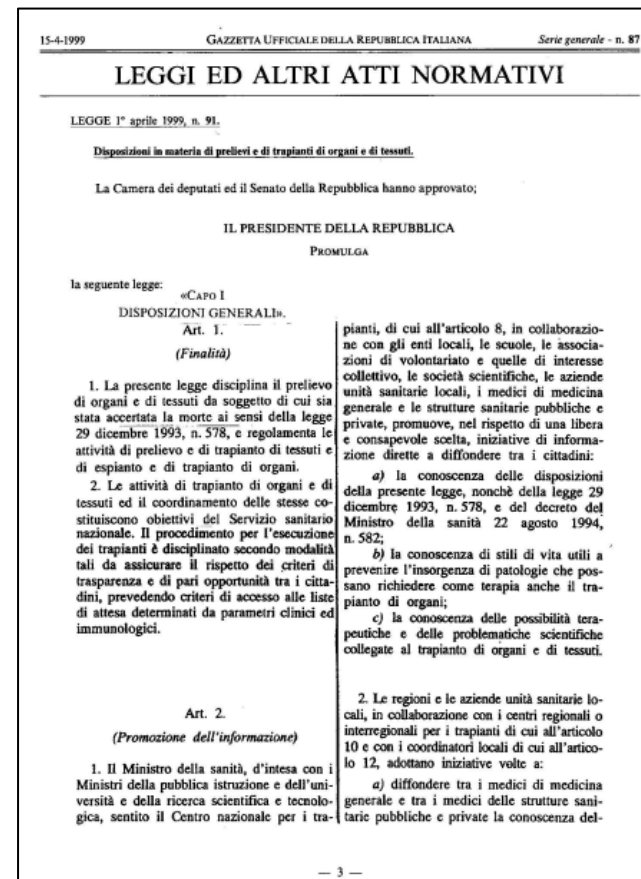 15-4-1999 GAZZETTA UFFICIALE DELLA REPUBBLICA ITALIANA Serie generale - n. 87
LEGGI ED ALTRI ATTI NORMATIVI
LEGGE 1° aprile 1999, n. 91.
Disposizioni in materia di prelievi e di trapianti di organi e di tessuti.
La Camera dei deputati ed il Senato della Repubblica hanno approvato;
IL PRESIDENTE DELLA REPUBBLICA
PROMULGA
la seguente legge:
«CAPO I
DISPOSIZIONI GENERALI».
Art. 1.
(Finalità)
1. La presente legge disciplina il prelievo
di organi e di tessuti da soggetto di cui sia
stata accertata la morte ai sensi della legge
29 dicembre 1993, n. 578, e regolamenta le
attività di prelievo e di trapianto di tessuti e
di espianto e di trapianto di organi.
2. Le attività di trapianto di organi e di
tessuti ed il coordinamento delle stesse co-
stituiscono obiettivi del Servizio sanitario
nazionale. Il procedimento per l'esecuzione
dei trapianti è disciplinato secondo modalità
tali da assicurare il rispetto dei criteri di
trasparenza e di pari opportunità tra i citta-
dini, prevedendo criteri di accesso alle liste
di attesa determinati da parametri clinici ed
immunologici.
Art. 2.
(Promozione dell'informazione)
1. Il Ministro della sanità, d'intesa con i
Ministri della pubblica istruzione e dell'uni-
versità e della ricerca scientifica e tecnolo-
gica, sentito il Centro nazionale per i tra-
pianti, di cui all'articolo 8, in collaborazio-
ne con gli enti locali, le scuole, le associa-
zioni di volontariato e quelle di interesse
collettivo, le società scientifiche, le aziende
unità sanitarie locali, i medici di medicina
generale e le strutture sanitarie pubbliche e
private, promuove, nel rispetto di una libera
e consapevole scelta, iniziative di informa-
zione dirette a diffondere tra i cittadini:
a) la conoscenza delle disposizioni
della presente legge, nonchè della legge 29
dicembre 1993, n. 578, e del decreto del
Ministro della sanità 22 agosto 1994,
n. 582;
b) la conoscenza di stili di vita utili a
prevenire l'insorgenza di patologie che pos-
sano richiedere come terapia anche il tra-
pianto di organi;
c) la conoscenza delle possibilità tera-
peutiche e delle problematiche scientifiche
collegate al trapianto di organi e di tessuti.
2. Le regioni e le aziende unità sanitarie lo-
cali, in collaborazione con i centri regionali o
interregionali per i trapianti di cui all'articolo
10 e con i coordinatori locali di cui all'artico-
lo 12, adottano iniziative volte a:
a) diffondere tra i medici di medicina
generale e tra i medici delle strutture sani-
tarie pubbliche e private la conoscenza del-
— 3 —